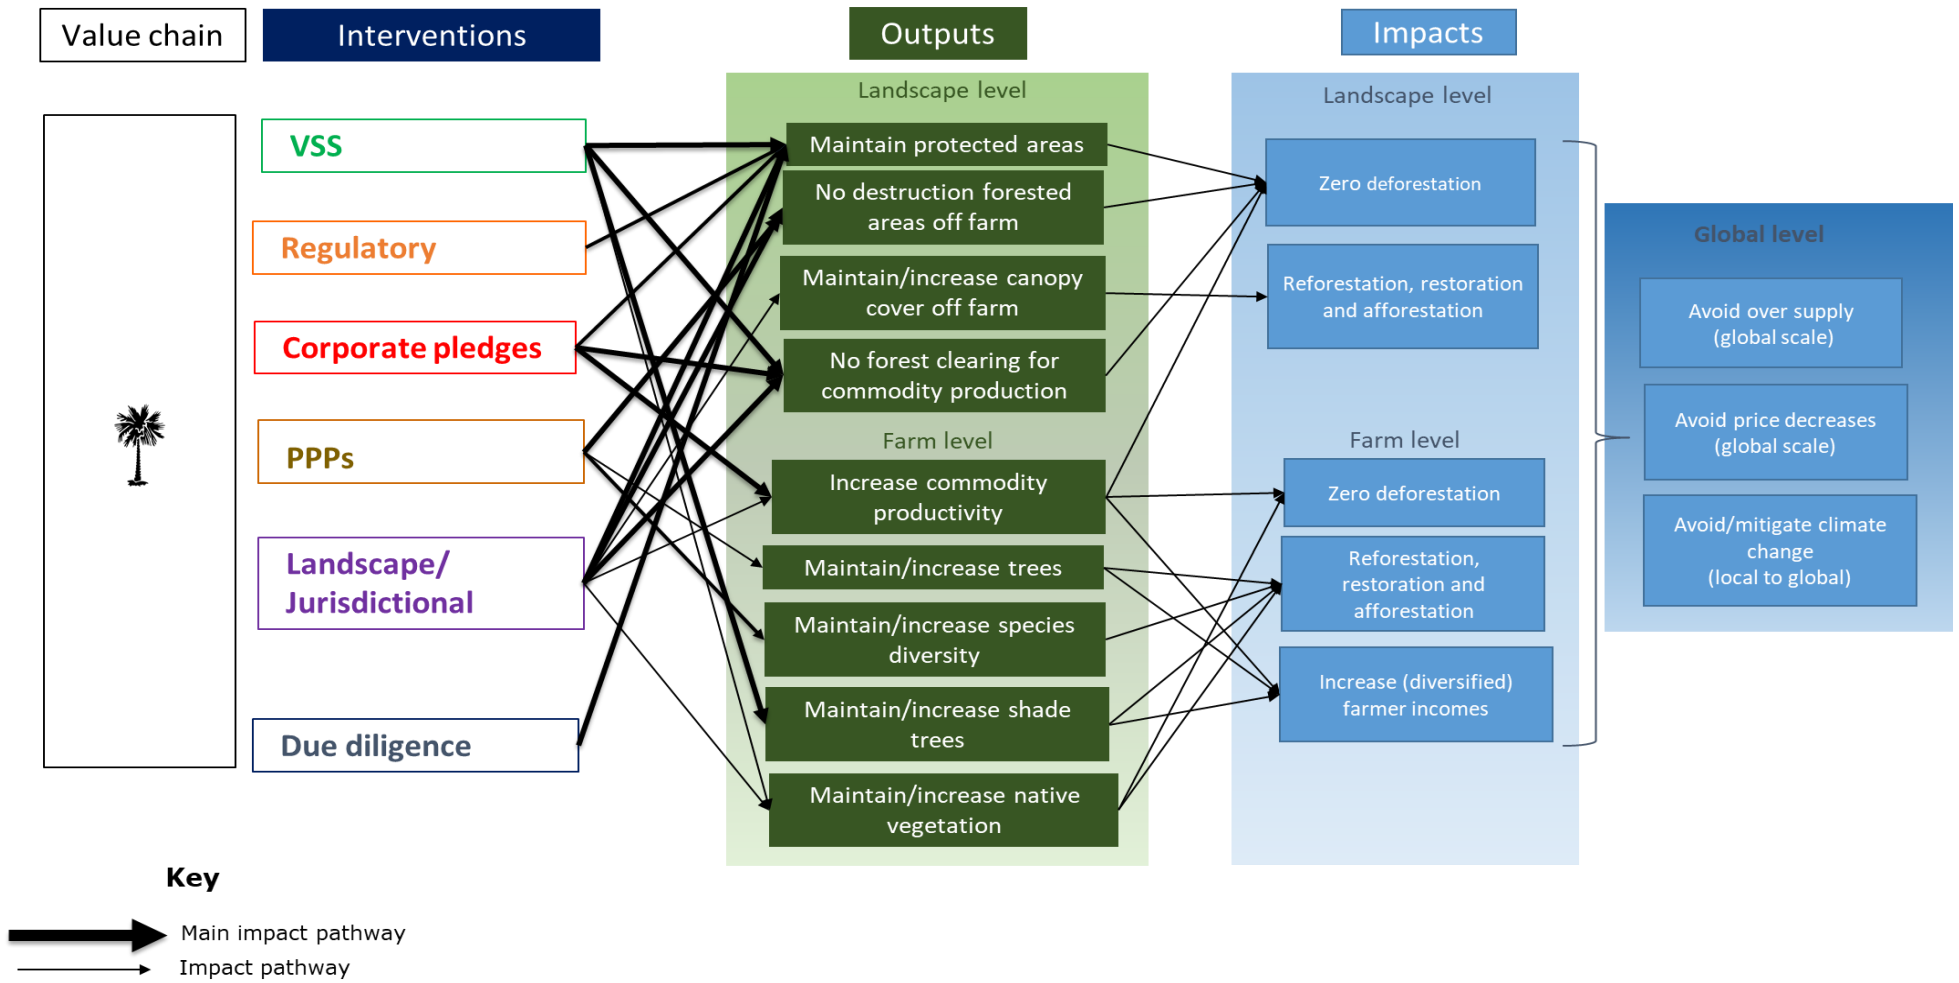 Value chain
Interventions
Outputs
Impacts
VSS
Regulatory
Corporate pledges
PPPs
Landscape/
Jurisdictional
Due diligence
Landscape level
Maintain protected areas
No destruction forested
areas off farm
Maintain/increase canopy
cover off farm
No forest clearing for
commodity production
Farm level
Increase commodity
productivity
Maintain/increase trees
Maintain/increase species
diversity
Maintain/increase shade
trees
Maintain/increase native
vegetation
Landscape level
Zero deforestation
Reforestation, restoration
and afforestation
Farm level
Zero deforestation
Reforestation,
restoration and
afforestation
Increase (diversified)
farmer incomes
Global level
Avoid over supply
(global scale)
Avoid price decreases
(global scale)
Avoid/mitigate climate
change
(local to global)
Key
Main impact pathway
Impact pathway